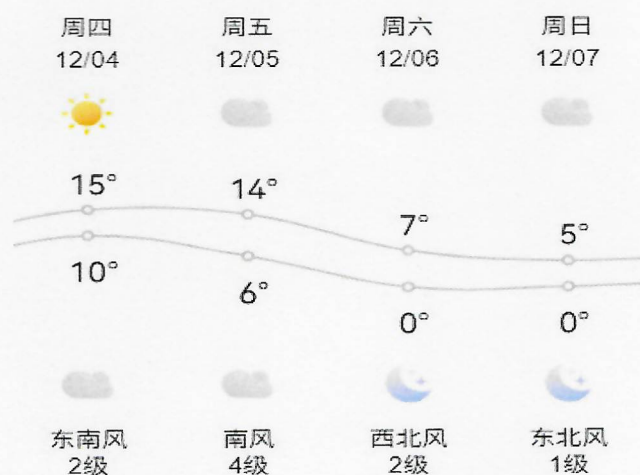 周四 周五 周六 周日
12/04 12/05 12/06 12/07
15° 14° 7° 5°
10° 6° 0° 0°
东南风 南风 西北风 东北风
2级 4级 2级 1级